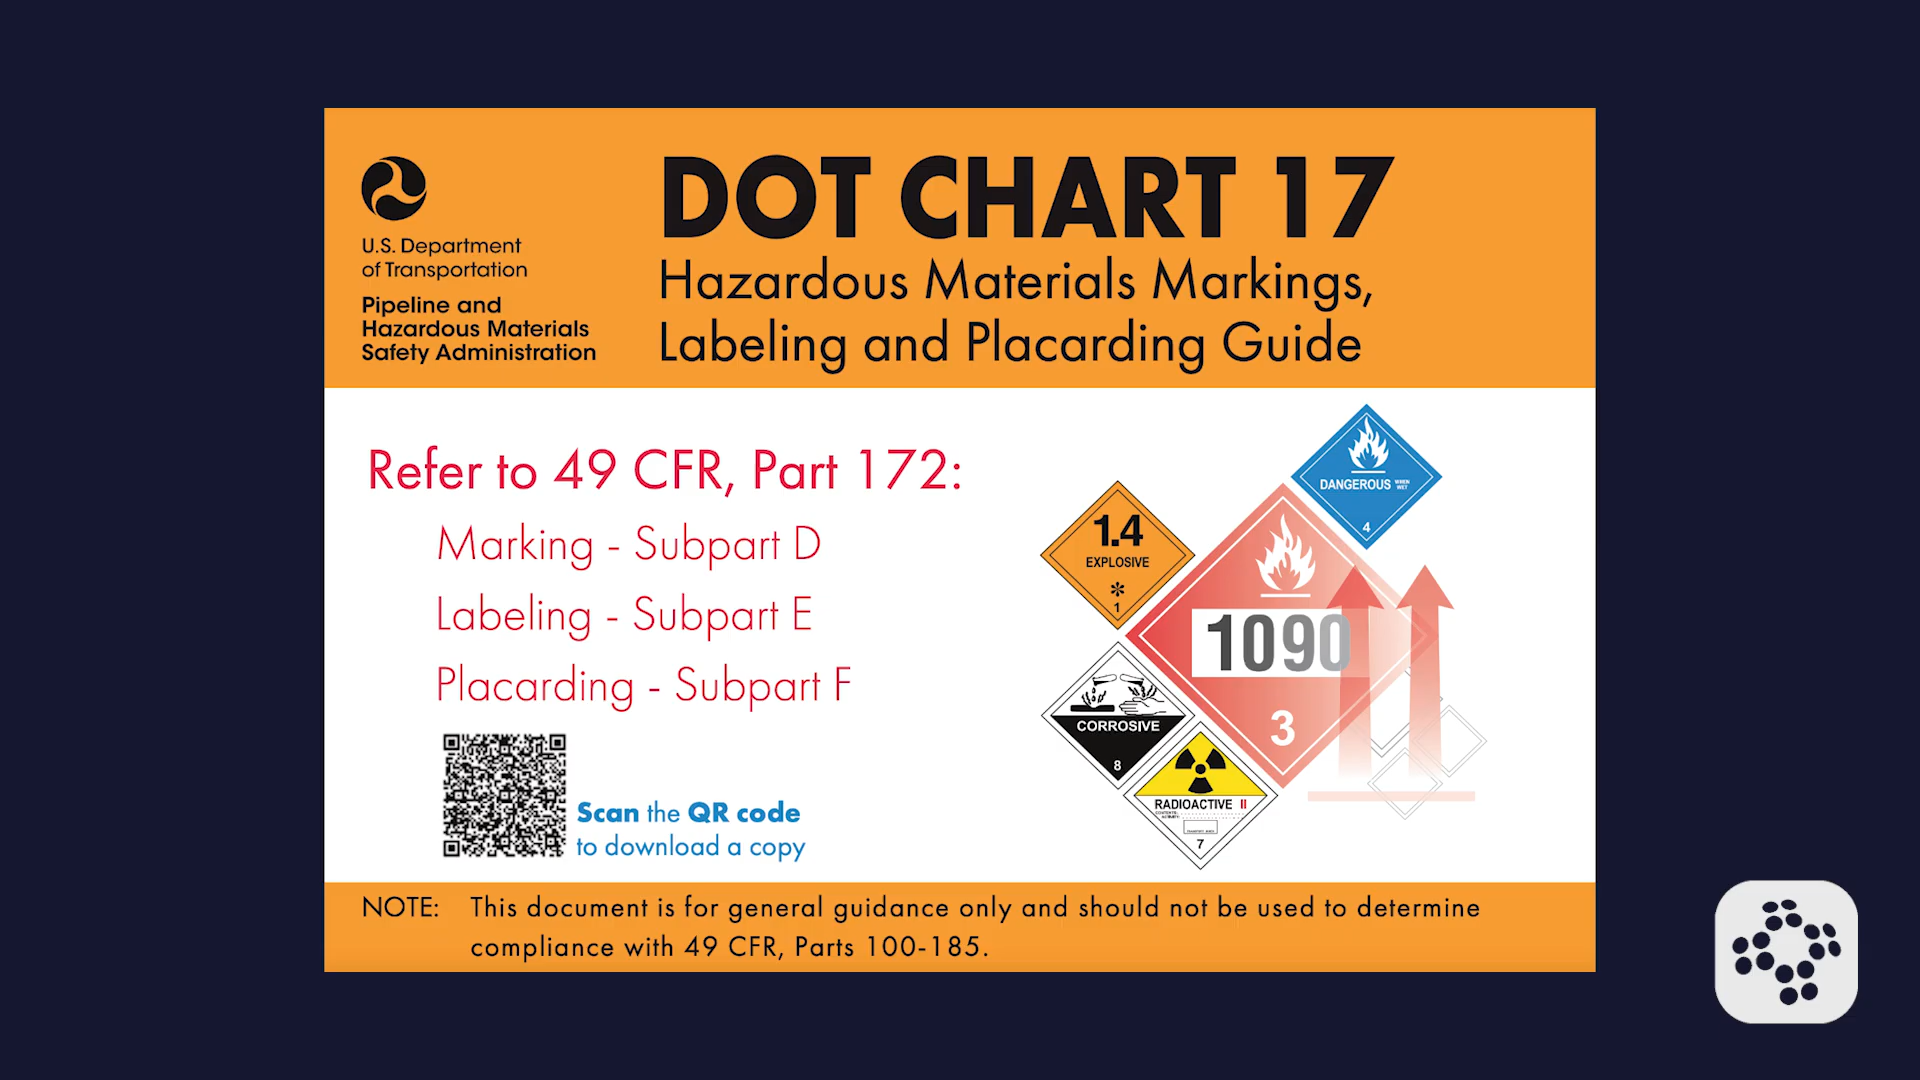 U.S. Department
of Transportation
Pipeline and
Hazardous Materials
Safety Administration
DOT CHART 17
Hazardous Materials Markings,
Labeling and Placarding Guide
Refer to 49 CFR, Part 172:
Marking - Subpart D
Labeling - Subpart E
Placarding - Subpart F
Scan the QR code
to download a copy
DANGEROUS WHEN WET
4
1.4
EXPLOSIVE
*
1
1090
3
CORROSIVE
8
RADIOACTIVE II
7
NOTE: This document is for general guidance only and should not be used to determine
compliance with 49 CFR, Parts 100-185.